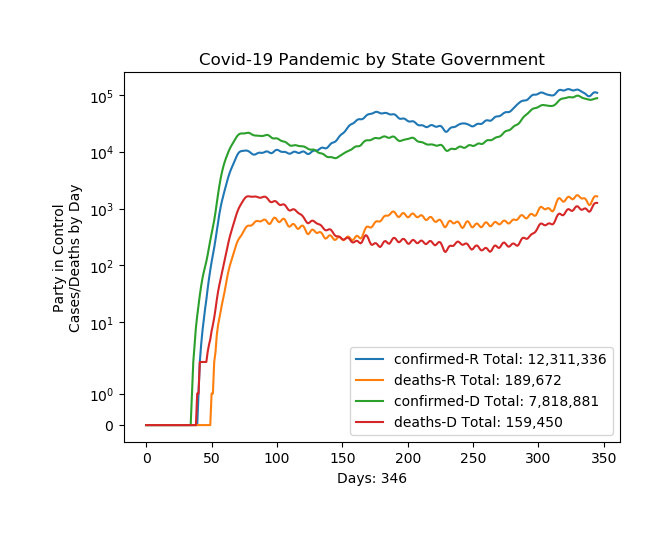 Covid-19 Pandemic by State Government
Party in Control
Cases/Deaths by Day
10^5
10^4
10^3
10^2
10^1
10^0
0
confirmed-R Total: 12,311,336
deaths-R Total: 189,672
confirmed-D Total: 7,818,881
deaths-D Total: 159,450
0 50 100 150 200 250 300 350
Days: 346